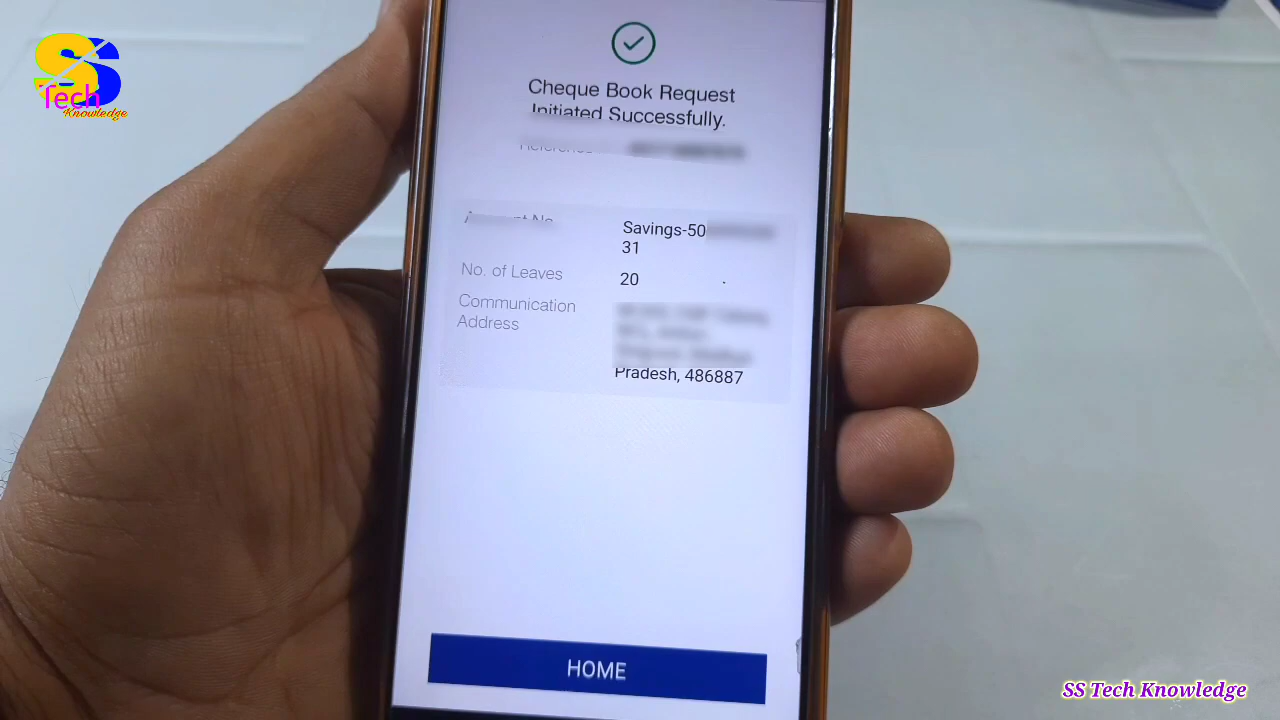 SS
Tech
Knowledge
Cheque Book Request
Initiated Successfully.
Savings-50
31
No. of Leaves
20
Communication
Address
Pradesh, 486887
HOME
SS Tech Knowledge